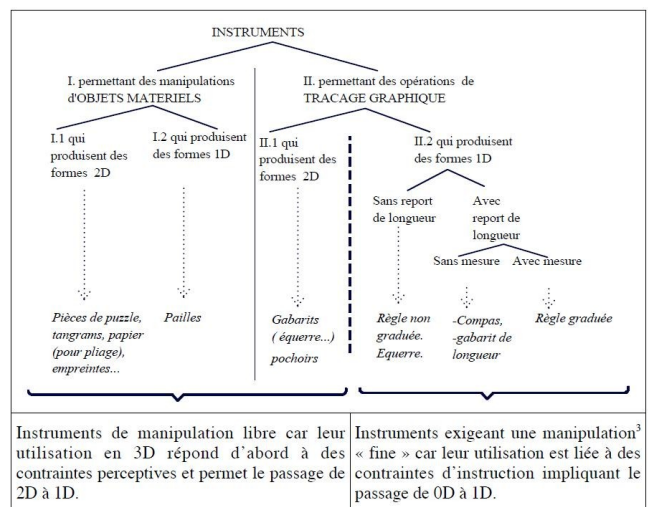 INSTRUMENTS
I. permettant des manipulations
d'OBJETS MATERIELS
II. permettant des opérations de
TRACAGE GRAPHIQUE
I.1 qui
produisent des
formes 2D
I.2 qui produisent
des formes 1D
II.1 qui
produisent des
formes 2D
II.2 qui produisent
des formes 1D
Sans report
de longueur
Avec
report de
longueur
Sans mesure
Avec mesure
Pièces de puzzle,
tangrams, papier
(pour pliage),
empreintes...
Pailles
Gabarits
( équerre...)
pochoirs
Règle non
graduée.
Equerre.
-Compas,
-gabarit de
longueur
Règle graduée
Instruments de manipulation libre car leur
utilisation en 3D répond d’abord à des
contraintes perceptives et permet le passage de
2D à 1D.
Instruments exigeant une manipulation³
« fine » car leur utilisation est liée à des
contraintes d’instruction impliquant le
passage de 0D à 1D.